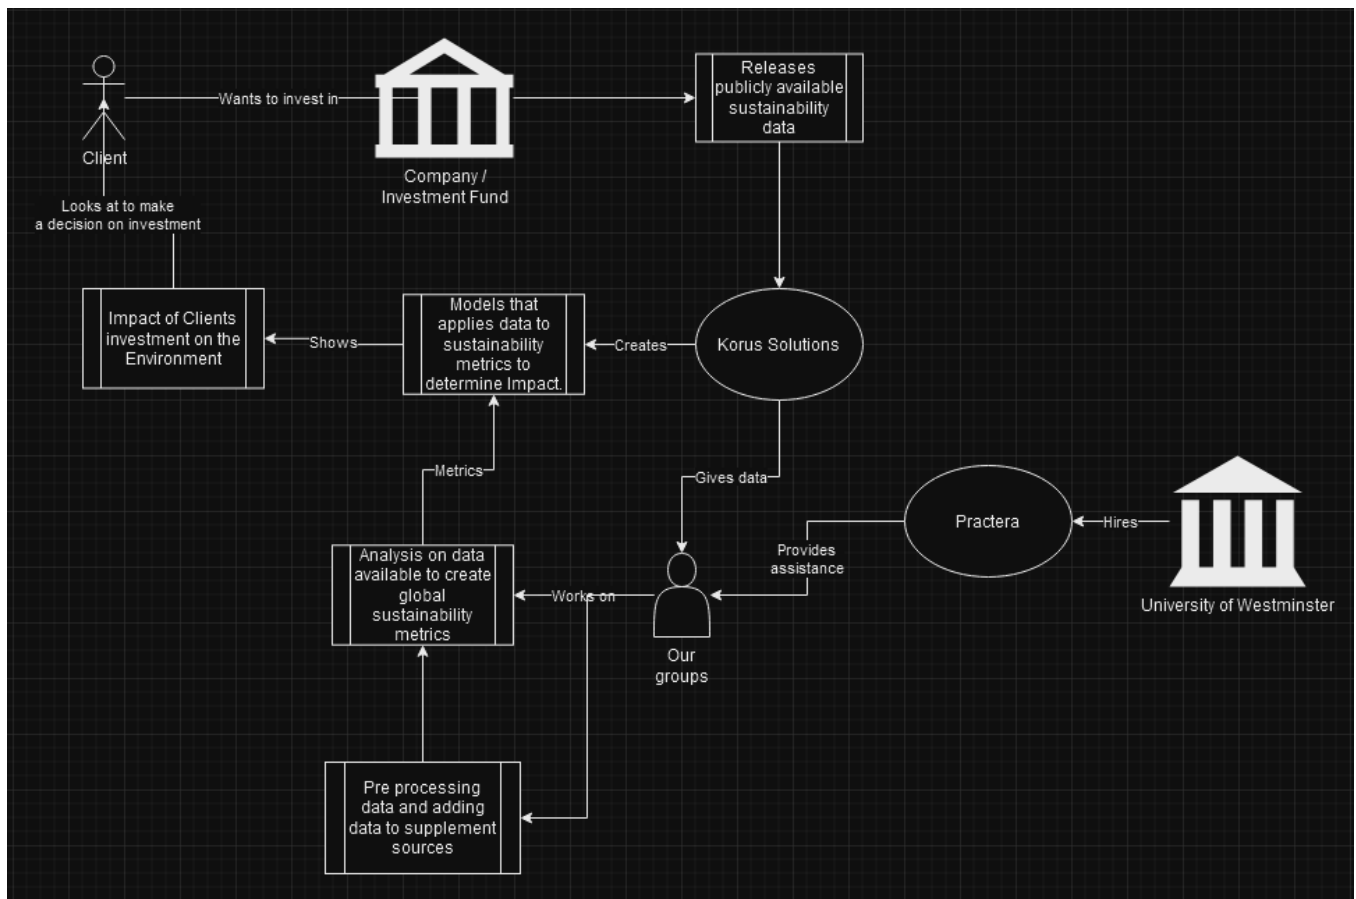 Releases
publicly available
sustainability
data
Wants to invest in
Client
Company /
Investment Fund
Looks at to make
a decision on investment
Impact of Clients
investment on the
Environment
Shows
Models that
applies data to
sustainability
metrics to
determine Impact.
Creates
Korus Solutions
Metrics
Gives data
Practera
Hires
University of Westminster
Provides
assistance
Analysis on data
available to create
global
sustainability
metrics
Works on
Our
groups
Pre processing
data and adding
data to supplement
sources